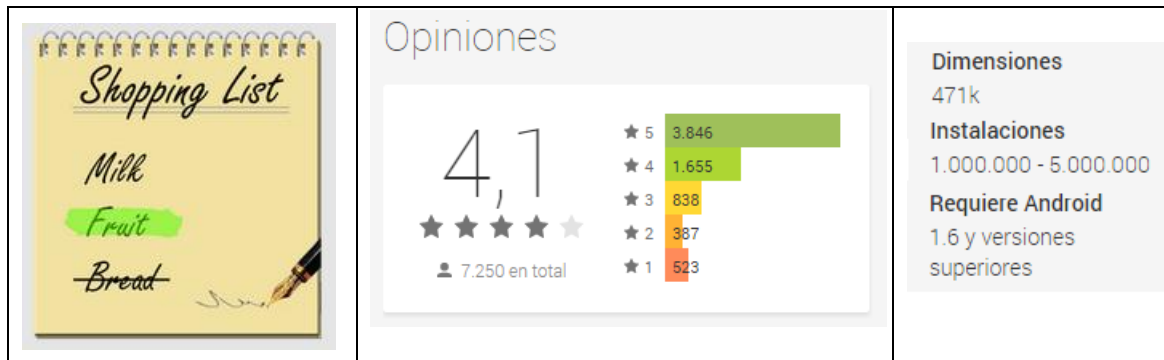 Shopping List
Milk
Fruit
Bread
Opiniones
4,1
7.250 en total
5 3.846
4 1.655
3 838
2 387
1 523
Dimensiones
471k
Instalaciones
1.000.000 - 5.000.000
Requiere Android
1.6 y versiones
superiores